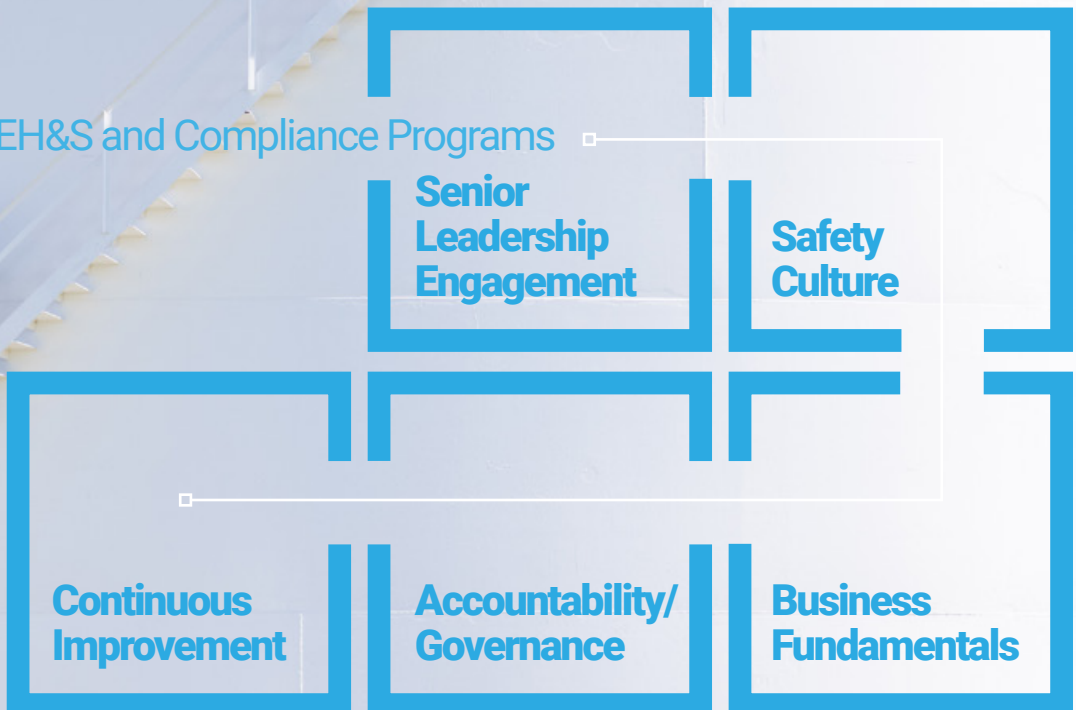 EH&S and Compliance Programs
Senior
Leadership
Engagement
Safety
Culture
Continuous
Improvement
Accountability/
Governance
Business
Fundamentals